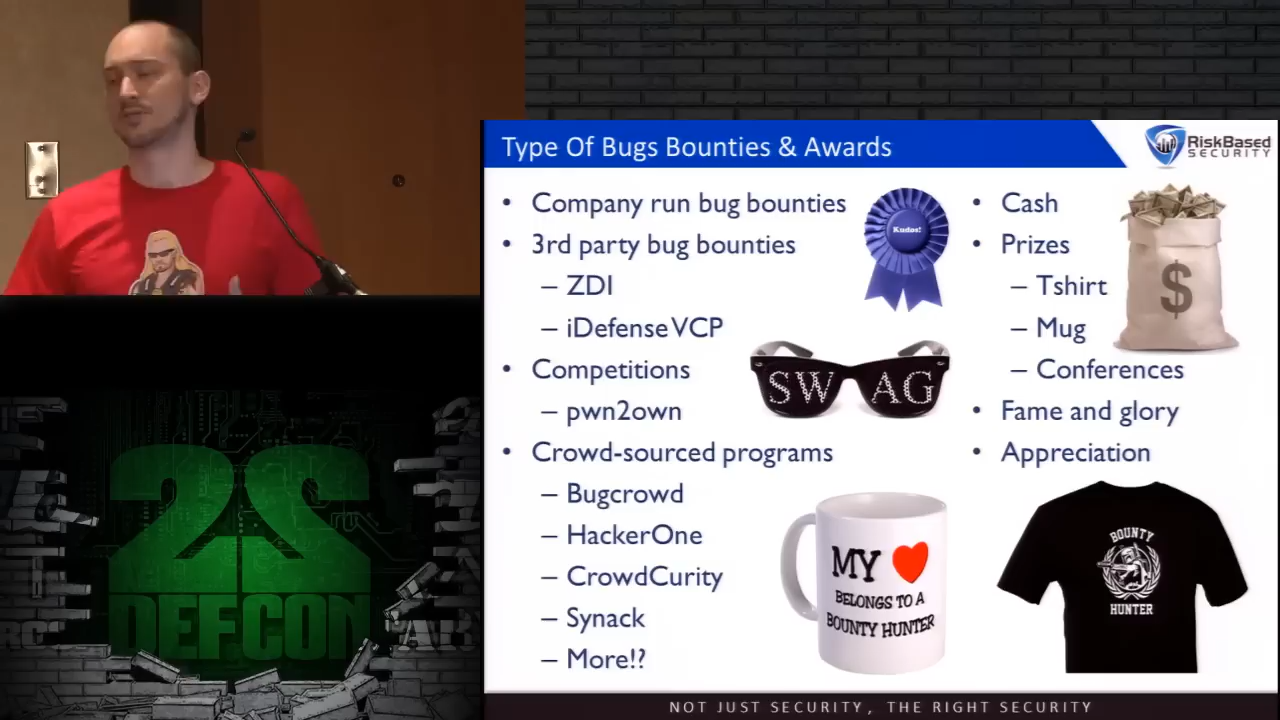 Type Of Bugs Bounties & Awards
RiskBased
SECURITY
• Company run bug bounties
• 3rd party bug bounties
– ZDI
– iDefense VCP
• Competitions
– pwn2own
• Crowd-sourced programs
– Bugcrowd
– HackerOne
– CrowdCurity
– Synack
– More!?
Kudos!
SWAG
MY
BELONGS TO A
BOUNTY HUNTER
• Cash
• Prizes
– Tshirt
– Mug
– Conferences
• Fame and glory
• Appreciation
$
BOUNTY
HUNTER
22
DEFCON
NOT JUST SECURITY, THE RIGHT SECURITY